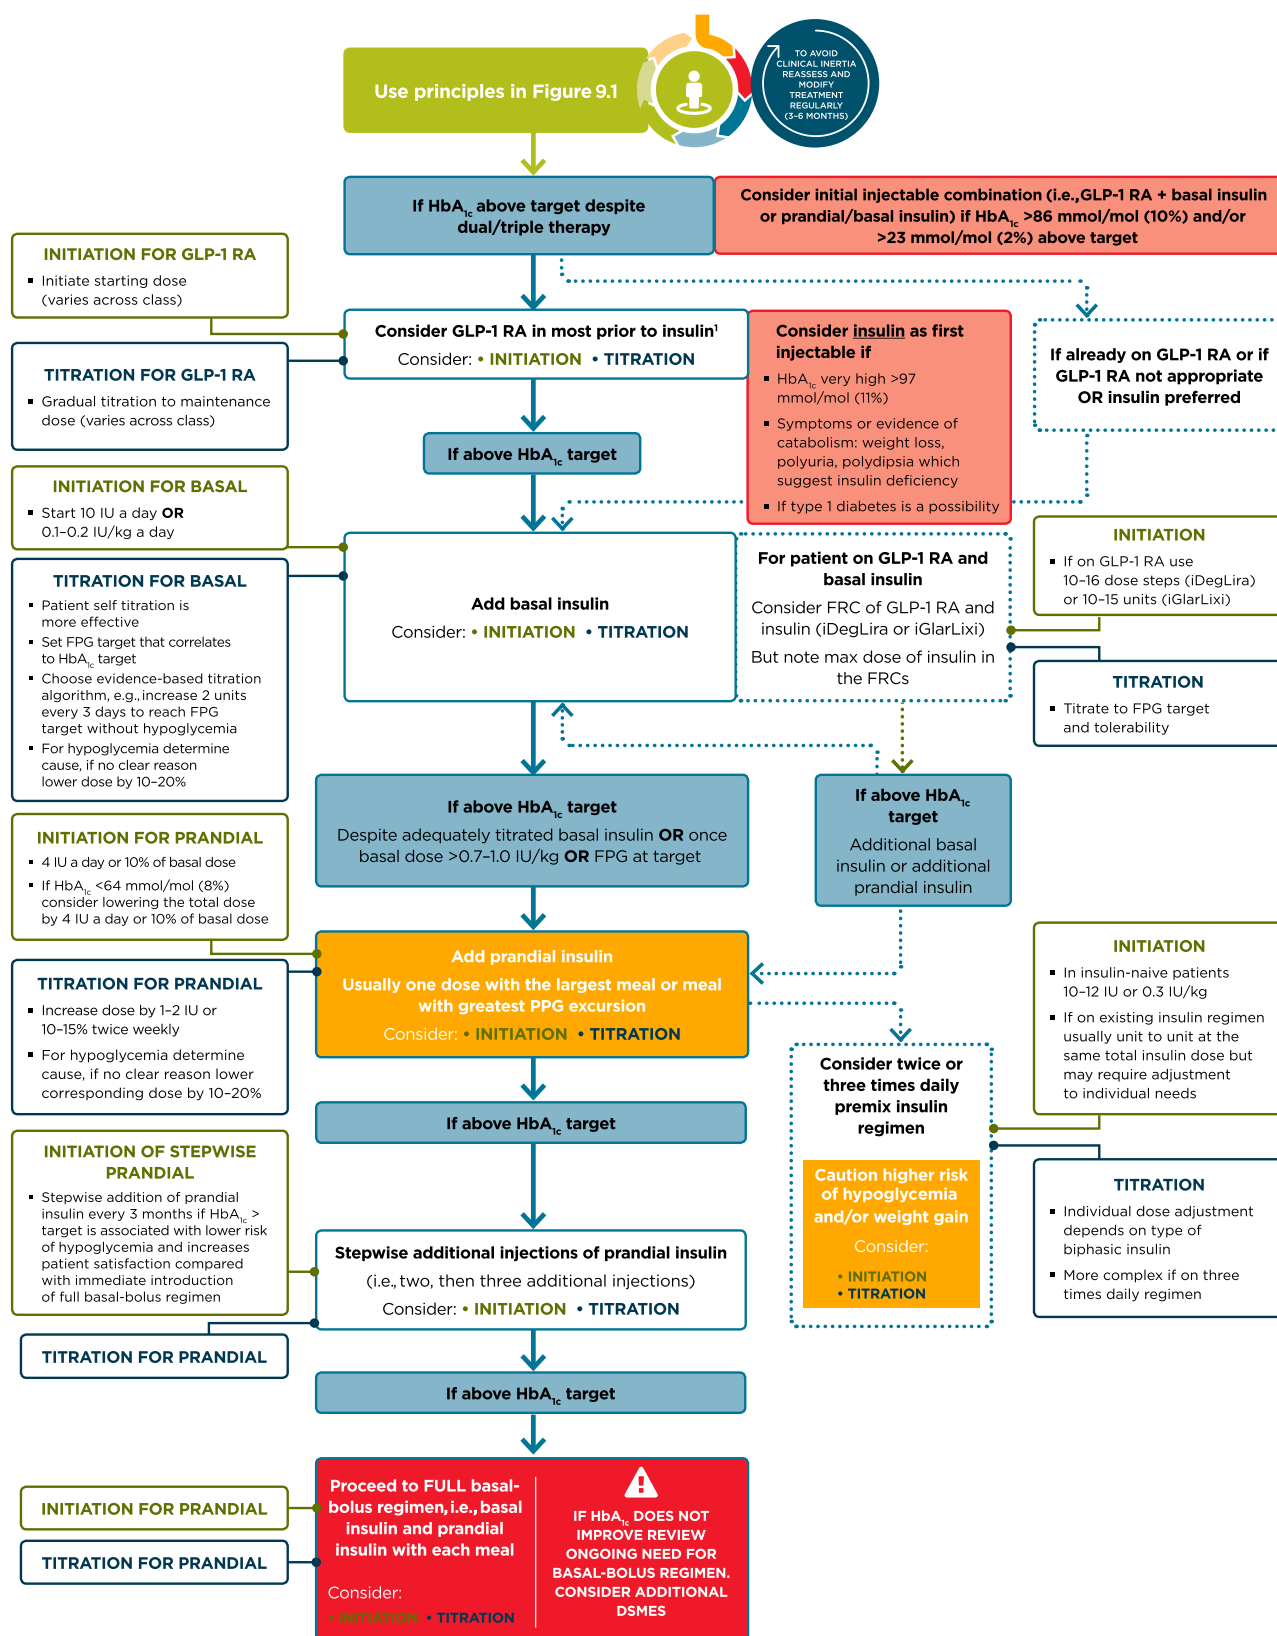 Use principles in Figure 9.1
TO AVOID
CLINICAL INERTIA
REASSESS AND
MODIFY
TREATMENT
REGULARLY
(3–6 MONTHS)
If HbA1c above target despite
dual/triple therapy
Consider initial injectable combination (i.e., GLP-1 RA + basal insulin
or prandial/basal insulin) if HbA1c >86 mmol/mol (10%) and/or
>23 mmol/mol (2%) above target
INITIATION FOR GLP-1 RA
▪ Initiate starting dose
(varies across class)
TITRATION FOR GLP-1 RA
▪ Gradual titration to maintenance
dose (varies across class)
Consider GLP-1 RA in most prior to insulin¹
Consider: • INITIATION • TITRATION
Consider insulin as first
injectable if
▪ HbA1c very high >97
mmol/mol (11%)
▪ Symptoms or evidence of
catabolism: weight loss,
polyuria, polydipsia which
suggest insulin deficiency
▪ If type 1 diabetes is a possibility
If already on GLP-1 RA or if
GLP-1 RA not appropriate
OR insulin preferred
If above HbA1c target
INITIATION FOR BASAL
▪ Start 10 IU a day OR
0.1–0.2 IU/kg a day
TITRATION FOR BASAL
▪ Patient self titration is
more effective
▪ Set FPG target that correlates
to HbA1c target
▪ Choose evidence-based titration
algorithm, e.g., increase 2 units
every 3 days to reach FPG
target without hypoglycemia
▪ For hypoglycemia determine
cause, if no clear reason
lower dose by 10–20%
Add basal insulin
Consider: • INITIATION • TITRATION
For patient on GLP-1 RA and
basal insulin
Consider FRC of GLP-1 RA and
insulin (iDegLira or iGlarLixi)
But note max dose of insulin in
the FRCs
INITIATION
▪ If on GLP-1 RA use
10–16 dose steps (iDegLira)
or 10–15 units (iGlarLixi)
TITRATION
▪ Titrate to FPG target
and tolerability
If above HbA1c target
Despite adequately titrated basal insulin OR once
basal dose >0.7–1.0 IU/kg OR FPG at target
If above HbA1c
target
Additional basal
insulin or additional
prandial insulin
INITIATION FOR PRANDIAL
▪ 4 IU a day or 10% of basal dose
▪ If HbA1c <64 mmol/mol (8%)
consider lowering the total dose
by 4 IU a day or 10% of basal dose
TITRATION FOR PRANDIAL
▪ Increase dose by 1–2 IU or
10–15% twice weekly
▪ For hypoglycemia determine
cause, if no clear reason lower
corresponding dose by 10–20%
Add prandial insulin
Usually one dose with the largest meal or meal
with greatest PPG excursion
Consider: • INITIATION • TITRATION
INITIATION
▪ In insulin-naive patients
10–12 IU or 0.3 IU/kg
▪ If on existing insulin regimen
usually unit to unit at the
same total insulin dose but
may require adjustment
to individual needs
TITRATION
▪ Individual dose adjustment
depends on type of
biphasic insulin
▪ More complex if on three
times daily regimen
Consider twice or
three times daily
premix insulin
regimen
Caution higher risk
of hypoglycemia
and/or weight gain
Consider:
• INITIATION
• TITRATION
If above HbA1c target
INITIATION OF STEPWISE
PRANDIAL
▪ Stepwise addition of prandial
insulin every 3 months if HbA1c >
target is associated with lower risk
of hypoglycemia and increases
patient satisfaction compared
with immediate introduction
of full basal-bolus regimen
TITRATION FOR PRANDIAL
Stepwise additional injections of prandial insulin
(i.e., two, then three additional injections)
Consider: • INITIATION • TITRATION
If above HbA1c target
INITIATION FOR PRANDIAL
TITRATION FOR PRANDIAL
Proceed to FULL basal-
bolus regimen, i.e., basal
insulin and prandial
insulin with each meal
Consider:
• INITIATION • TITRATION
IF HbA1c DOES NOT
IMPROVE REVIEW
ONGOING NEED FOR
BASAL-BOLUS REGIMEN.
CONSIDER ADDITIONAL
DSMES